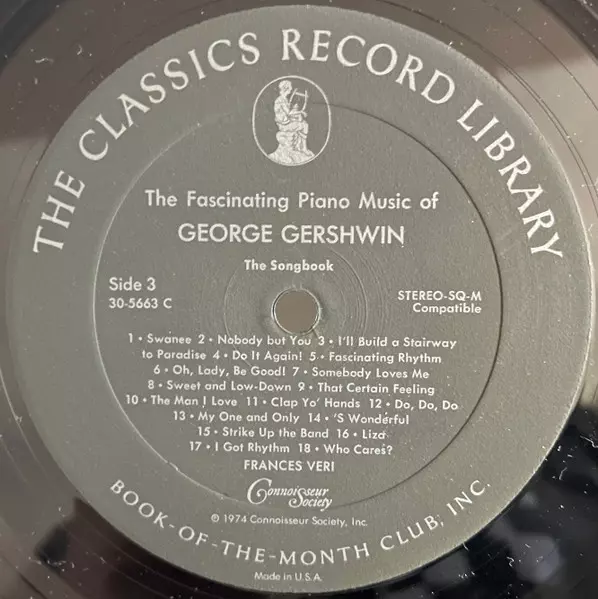 THE CLASSICS RECORD LIBRARY
The Fascinating Piano Music of
GEORGE GERSHWIN
The Songbook
Side 3
30-5663 C
STEREO-SQ-M
Compatible
1 • Swanee 2 • Nobody but You 3 • I'll Build a Stairway
to Paradise 4 • Do It Again! 5 • Fascinating Rhythm
6 • Oh, Lady, Be Good! 7 • Somebody Loves Me
8 • Sweet and Low-Down 9 • That Certain Feeling
10 • The Man I Love 11 • Clap Yo' Hands 12 • Do, Do, Do
13 • My One and Only 14 • 'S Wonderful
15 • Strike Up the Band 16 • Liza
17 • I Got Rhythm 18 • Who Cares?
FRANCES VERI
Connoisseur
Society
© 1974 Connoisseur Society, Inc.
BOOK-OF-THE-MONTH CLUB, INC.
Made in U.S.A.